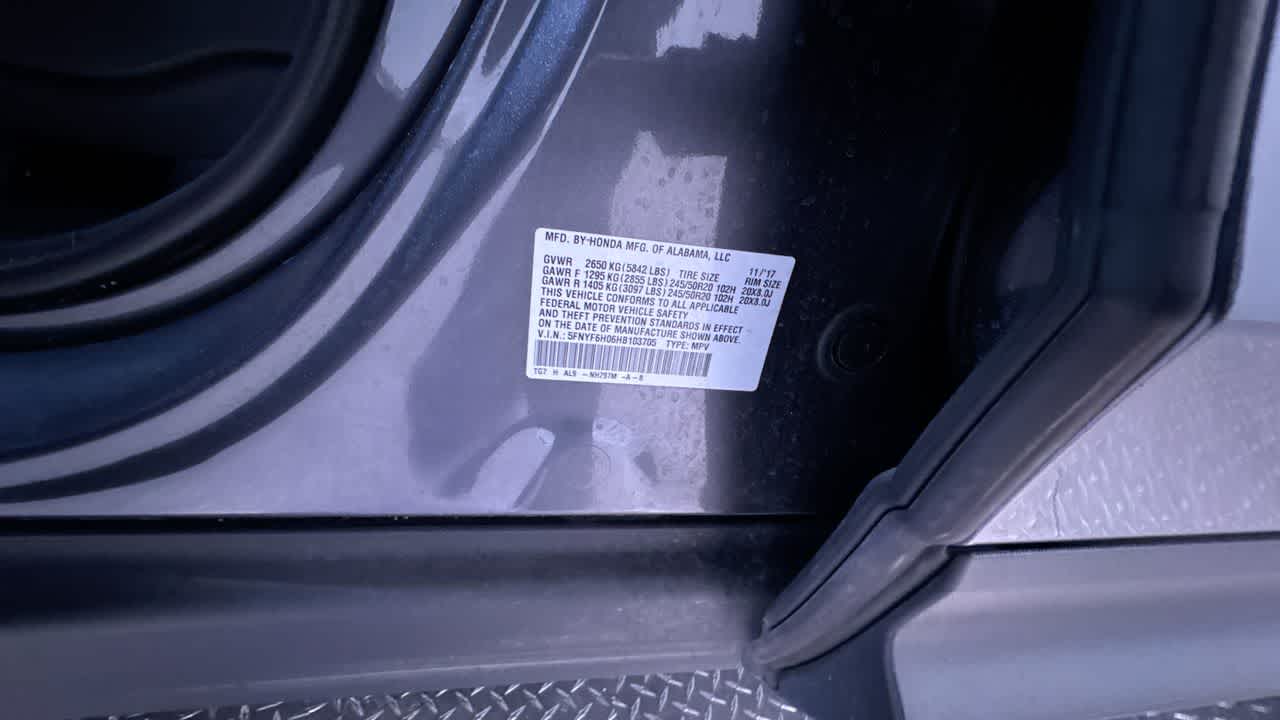 MFD. BY HONDA MFG. OF ALABAMA, LLC
GVWR 2650 KG (5842 LBS) TIRE SIZE 11/'17 RIM SIZE
GAWR F 1295 KG (2855 LBS) 245/50R20 102H 20X8.0J
GAWR R 1405 KG (3097 LBS) 245/50R20 102H 20X8.0J
THIS VEHICLE CONFORMS TO ALL APPLICABLE
FEDERAL MOTOR VEHICLE SAFETY
AND THEFT PREVENTION STANDARDS IN EFFECT
ON THE DATE OF MANUFACTURE SHOWN ABOVE.
V.I.N.: 5FNYF6H06HB103705 TYPE: MPV
TG7 H AL9 -NH797M -A-B